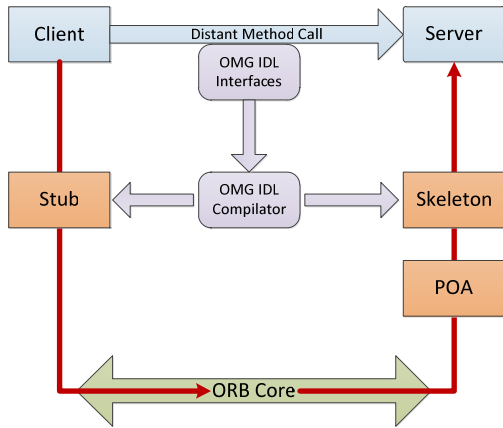 Client
Distant Method Call
Server
OMG IDL
Interfaces
Stub
OMG IDL
Compilator
Skeleton
POA
ORB Core